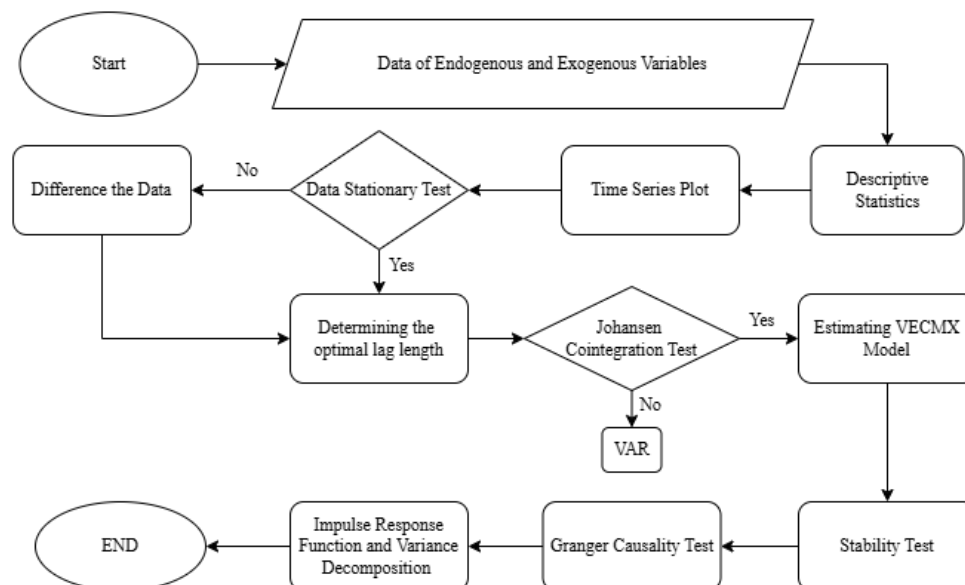 Start
Data of Endogenous and Exogenous Variables
Descriptive
Statistics
Time Series Plot
Data Stationary Test
No
Difference the Data
Yes
Determining the
optimal lag length
Johansen
Cointegration Test
Yes
Estimating VECMX
Model
No
VAR
Stability Test
Granger Causality Test
Impulse Response
Function and Variance
Decomposition
END